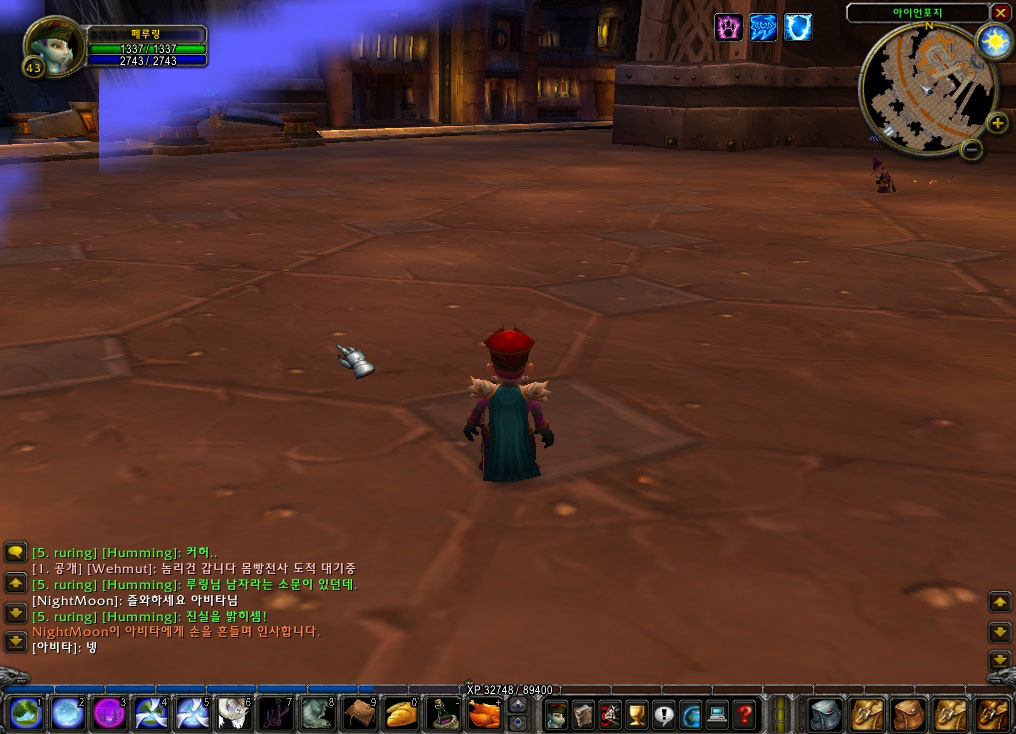 페루링
1337 / 1337
2743 / 2743
43
아이언포지
N
[5. ruring] [Humming]: 커허..
[1. 공개] [Wehmut]: 놈리건 갑니다 몸빵전사 도적 대기중
[5. ruring] [Humming]: 루링님 남자라는 소문이 있던데.
[NightMoon]: 즐와하세요 아비타님
[5. ruring] [Humming]: 진실을 밝히셈!
NightMoon이 아비타에게 손을 흔들며 인사합니다.
[아비타]: 넹
XP 32748 / 89400
1 2 3 4 5 6 7 8 9 0 - +